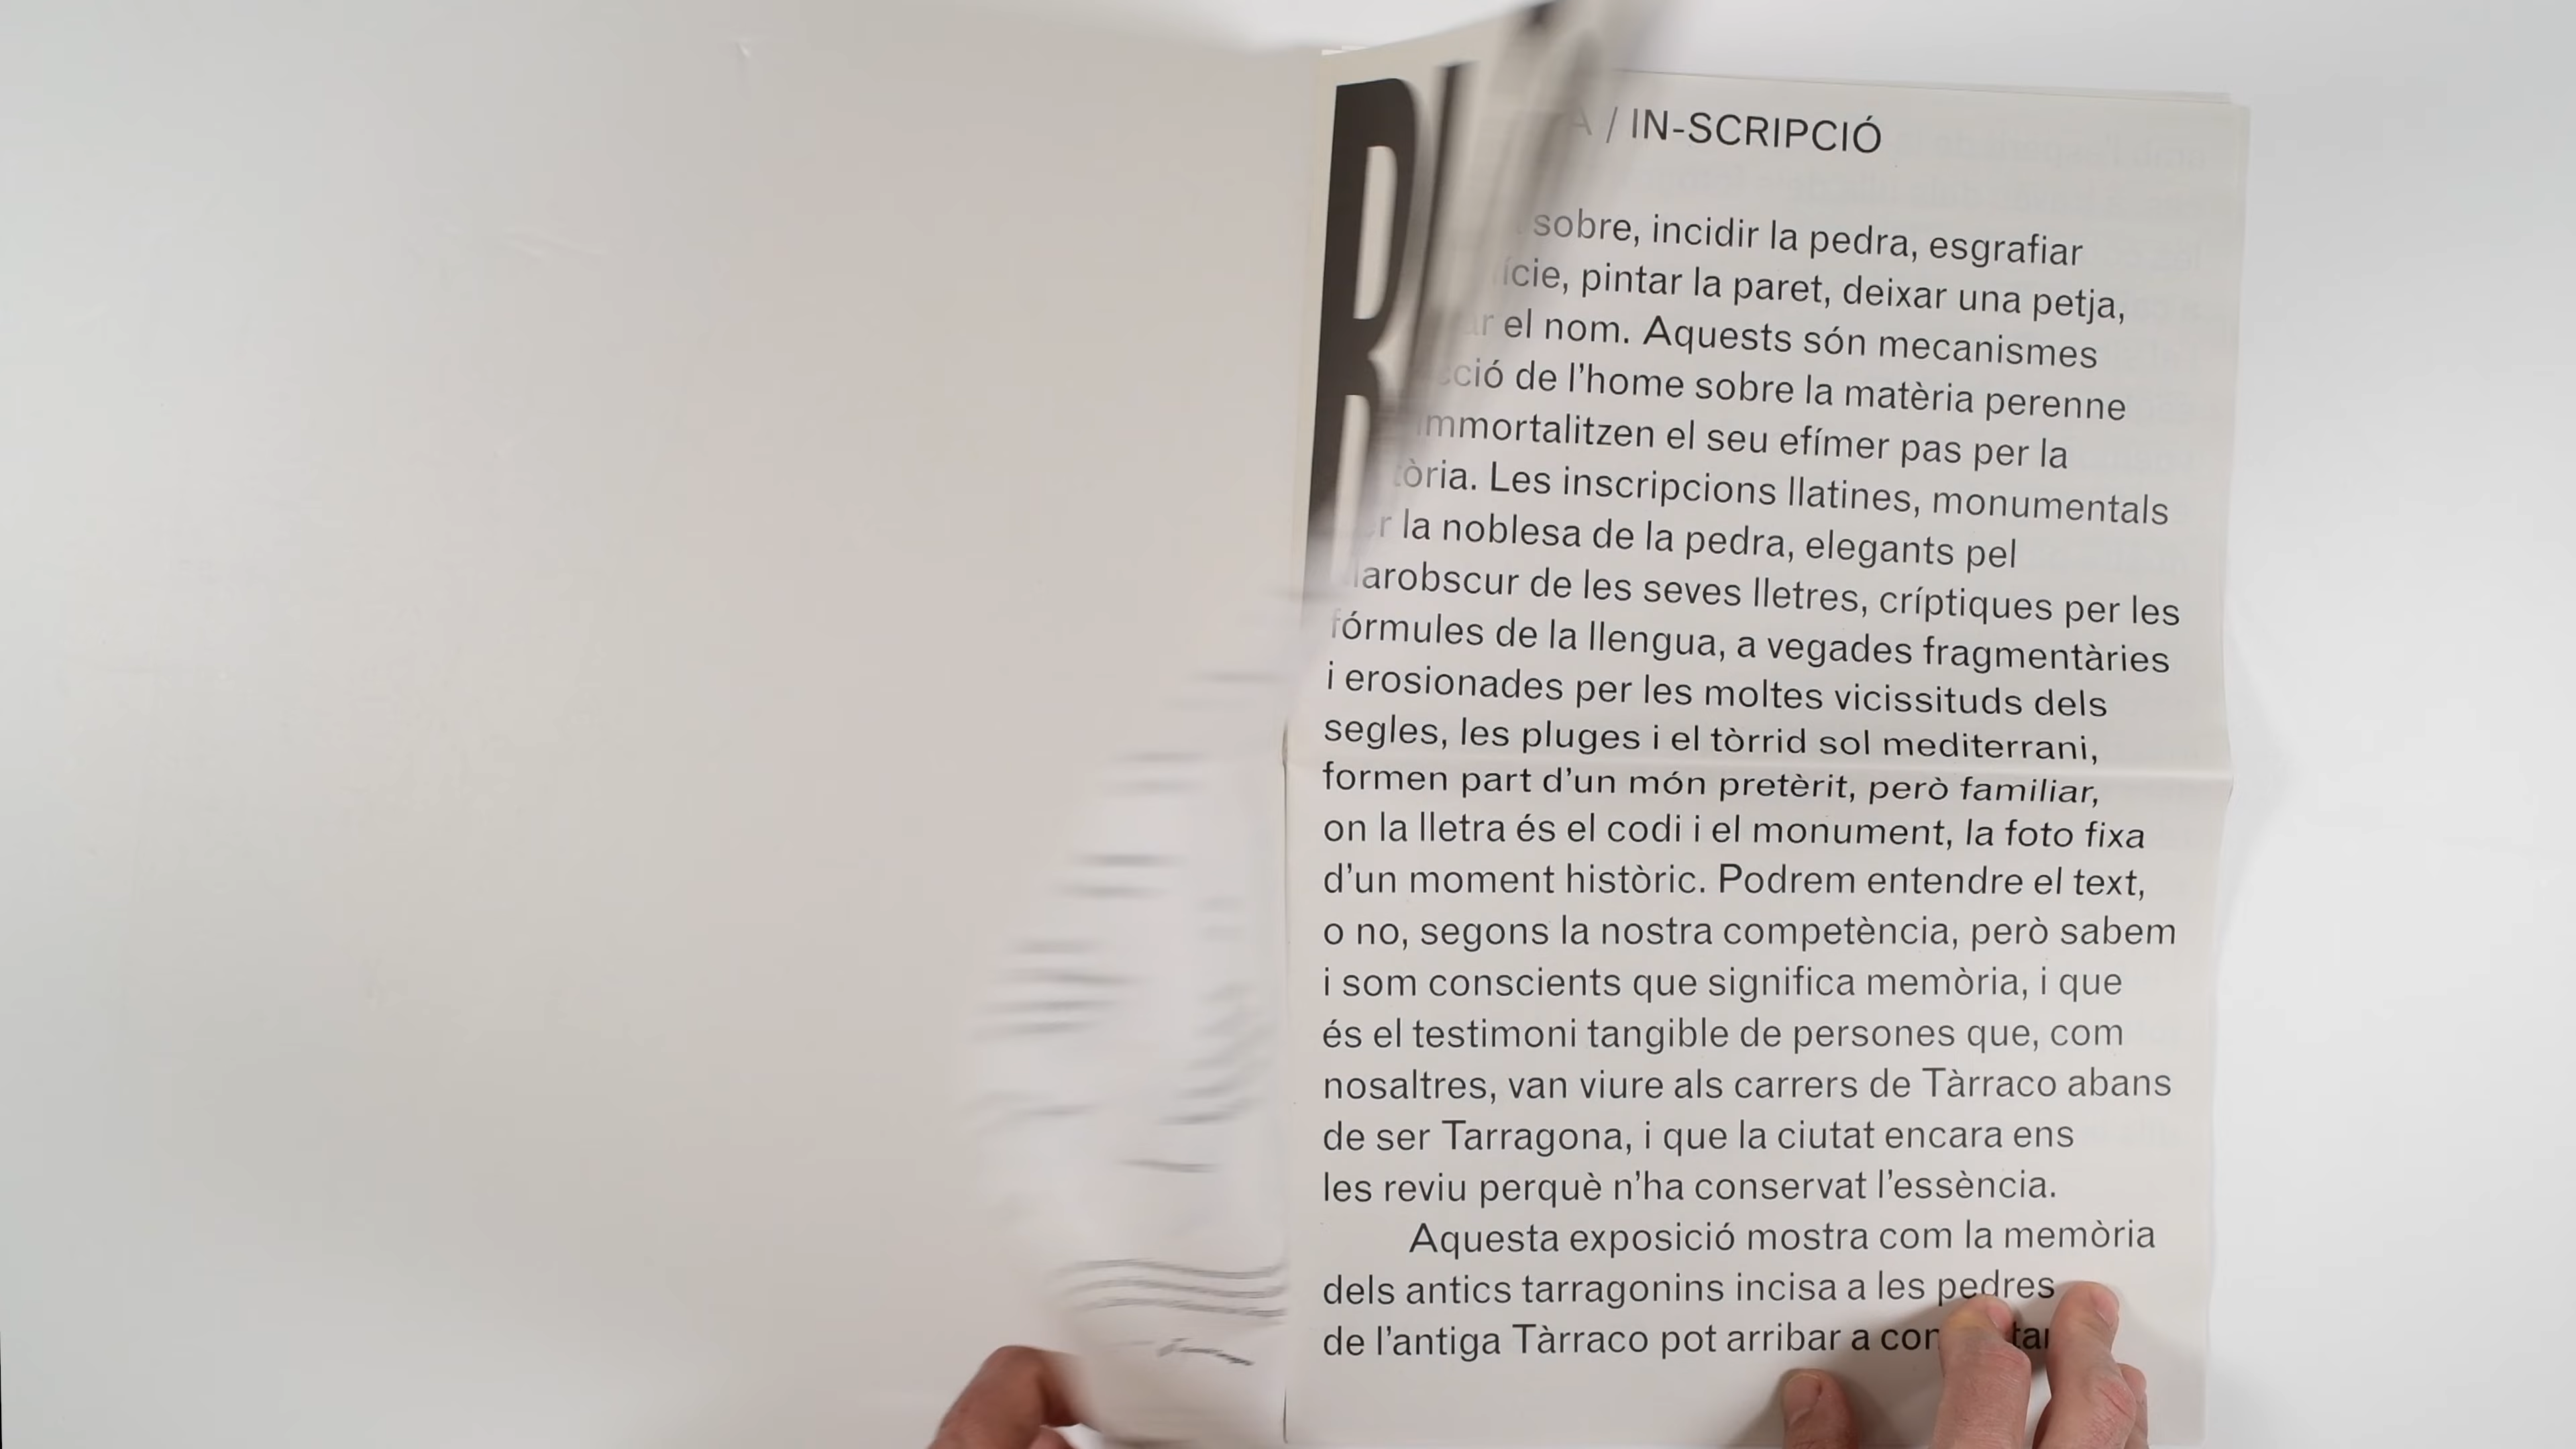 / IN-SCRIPCIÓ
sobre, incidir la pedra, esgrafiar
pintar la paret, deixar una petja,
el nom. Aquests són mecanismes
de l'home sobre la matèria perenne
immortalitzen el seu efímer pas per la
Les inscripcions llatines, monumentals
la noblesa de la pedra, elegants pel
de les seves lletres, críptiques per les
fórmules de la llengua, a vegades fragmentàries
i erosionades per les moltes vicissituds dels
segles, les pluges i el tòrrid sol mediterrani,
formen part d'un món pretèrit, però familiar,
on la lletra és el codi i el monument, la foto fixa
d'un moment històric. Podrem entendre el text,
o no, segons la nostra competència, però sabem
i som conscients que significa memòria, i que
és el testimoni tangible de persones que, com
nosaltres, van viure als carrers de Tàrraco abans
de ser Tarragona, i que la ciutat encara ens
les reviu perquè n'ha conservat l'essència.
Aquesta exposició mostra com la memòria
dels antics tarragonins incisa a les pedres
de l'antiga Tàrraco pot arribar a